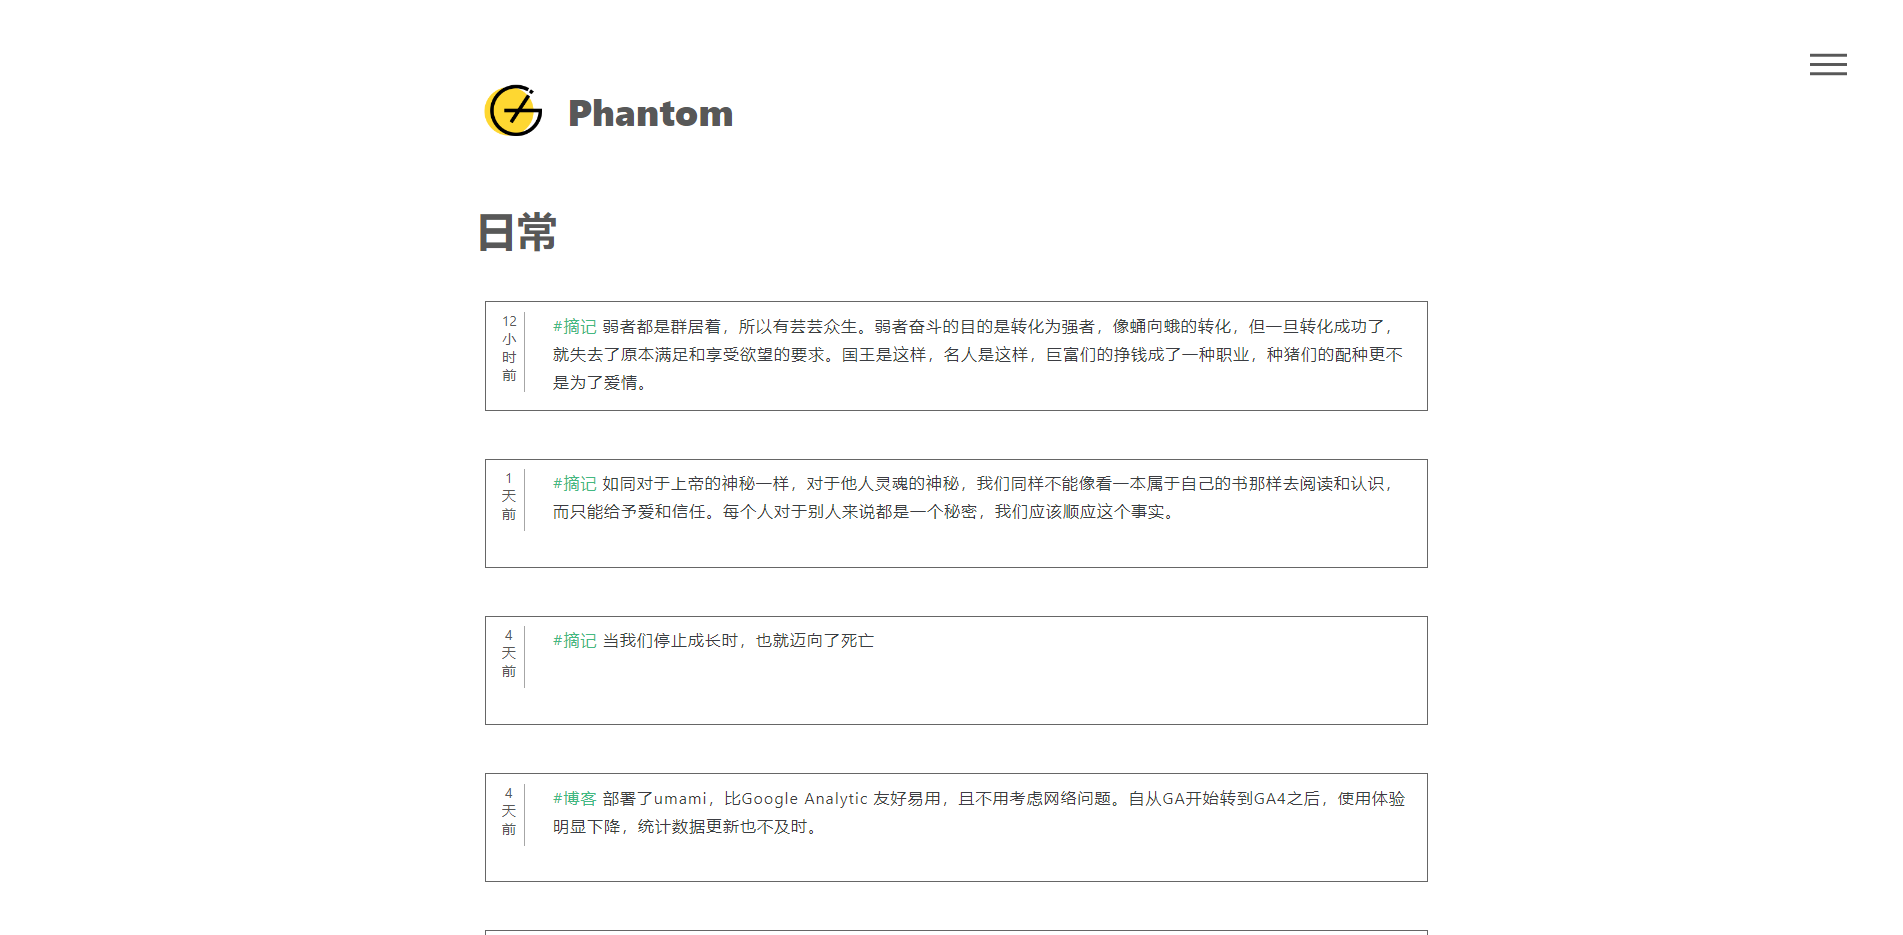 Phantom
日常
12
小
时
前
#摘记 弱者都是群居着，所以有芸芸众生。弱者奋斗的目的是转化为强者，像蛹向蛾的转化，但一旦转化成功了，
就失去了原本满足和享受欲望的要求。国王是这样，名人是这样，巨富们的挣钱成了一种职业，种猪们的配种更不
是为了爱情。
1
天
前
#摘记 如同对于上帝的神秘一样，对于他人灵魂的神秘，我们同样不能像看一本属于自己的书那样去阅读和认识，
而只能给予爱和信任。每个人对于别人来说都是一个秘密，我们应该顺应这个事实。
4
天
前
#摘记 当我们停止成长时，也就迈向了死亡
4
天
前
#博客 部署了umami，比Google Analytic 友好易用，且不用考虑网络问题。自从GA开始转到GA4之后，使用体验
明显下降，统计数据更新也不及时。